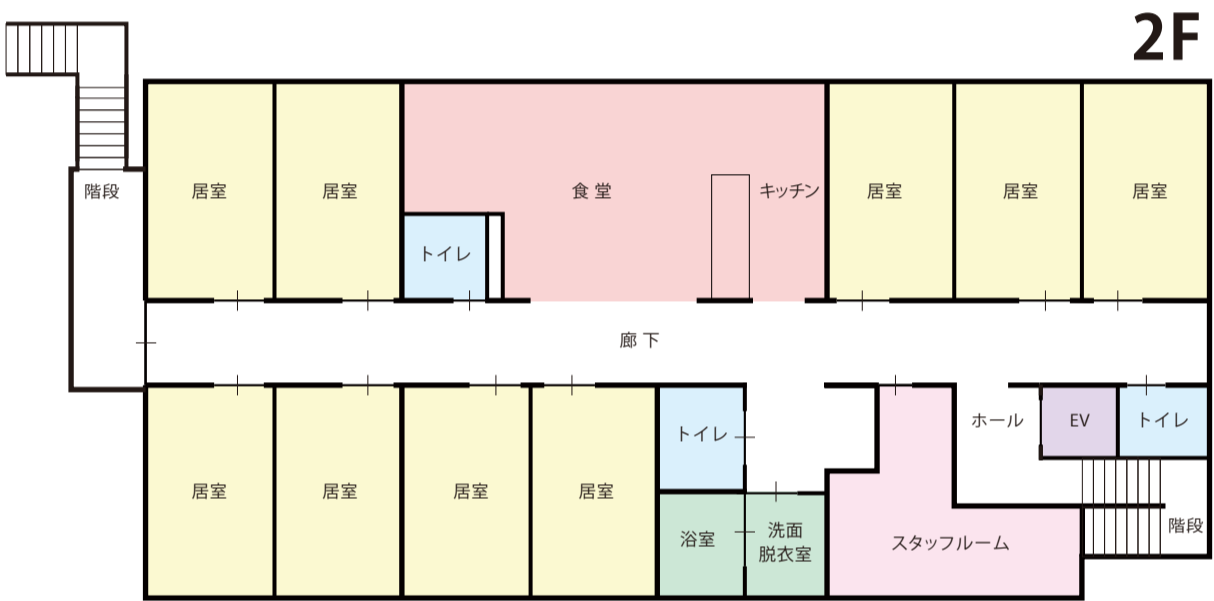 2F
階段
居室
居室
食堂
キッチン
居室
居室
居室
トイレ
廊下
トイレ
ホール
EV
トイレ
居室
居室
居室
居室
浴室
洗面
脱衣室
スタッフルーム
階段